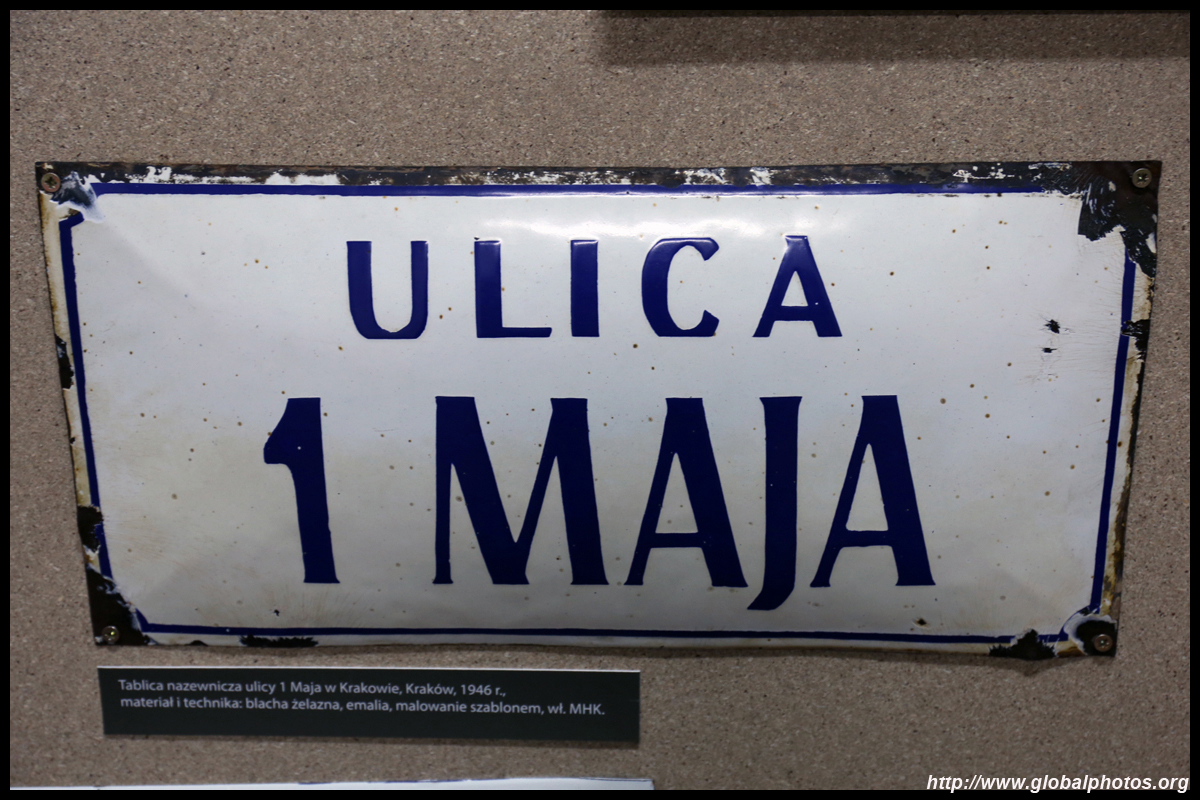 ULICA
1 MAJA
Tablica nazewnicza ulicy 1 Maja w Krakowie, Kraków, 1946 r.,
materiał i technika: blacha żelazna, emalia, malowanie szablonem, wł. MHK.
http://www.globalphotos.org